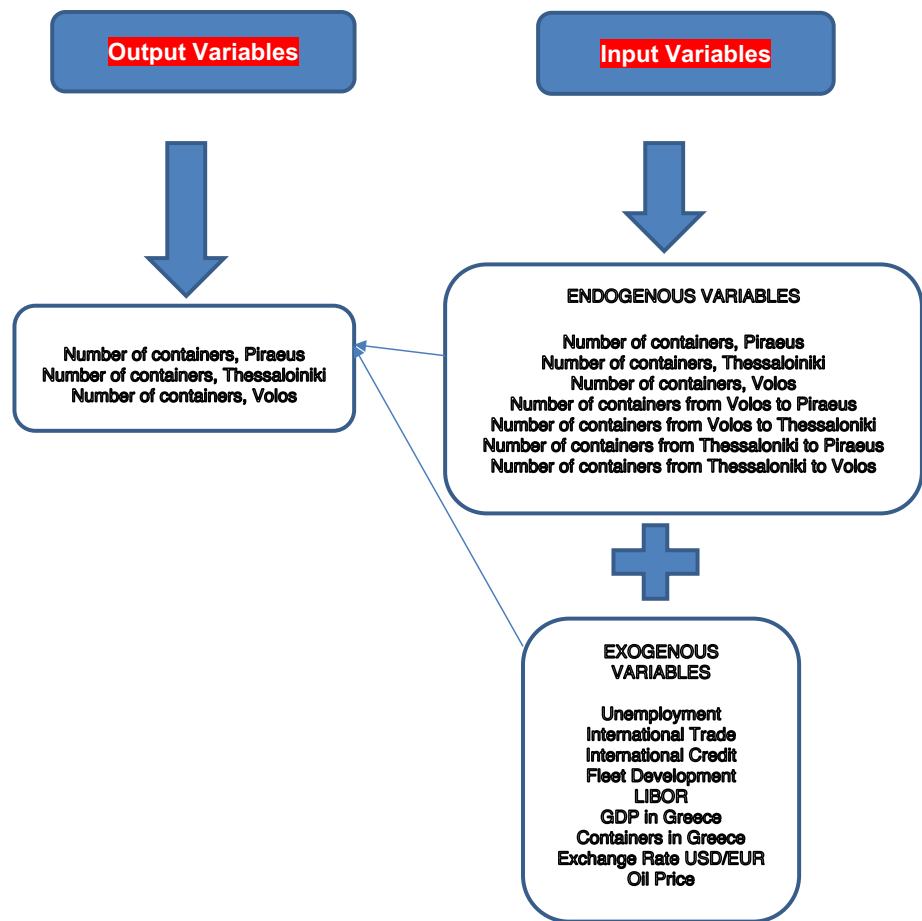 Output Variables
Input Variables
Number of containers, Piraeus
Number of containers, Thessaloiniki
Number of containers, Volos
ENDOGENOUS VARIABLES
Number of containers, Piraeus
Number of containers, Thessaloiniki
Number of containers, Volos
Number of containers from Volos to Piraeus
Number of containers from Volos to Thessaloniki
Number of containers from Thessaloniki to Piraeus
Number of containers from Thessaloniki to Volos
EXOGENOUS
VARIABLES
Unemployment
International Trade
International Credit
Fleet Development
LIBOR
GDP in Greece
Containers in Greece
Exchange Rate USD/EUR
Oil Price